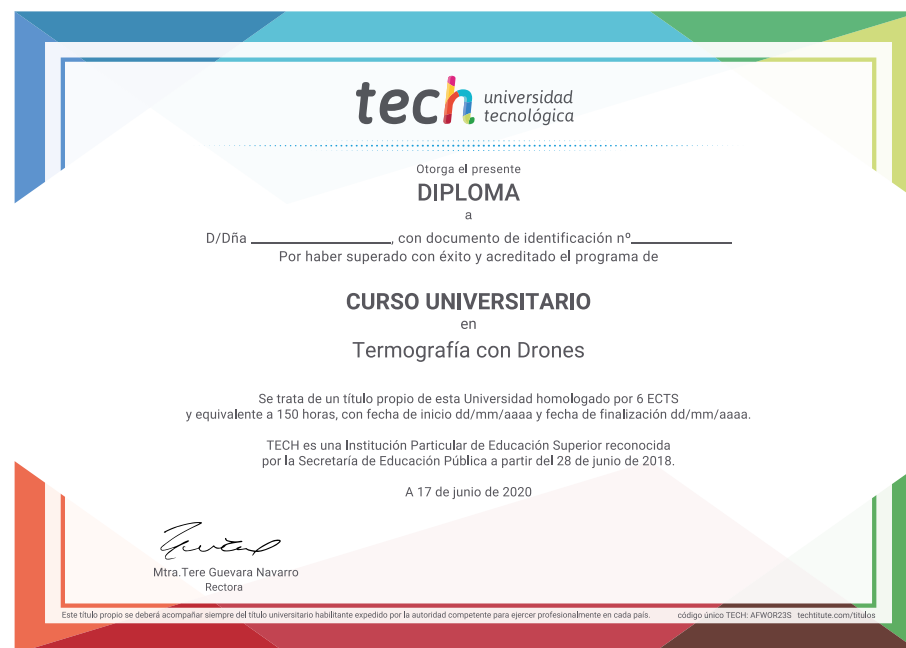 tech universidad
tecnológica
Otorga el presente
DIPLOMA
a
D/Dña ____________________, con documento de identificación nº______________
Por haber superado con éxito y acreditado el programa de
CURSO UNIVERSITARIO
en
Termografía con Drones
Se trata de un título propio de esta Universidad homologado por 6 ECTS
y equivalente a 150 horas, con fecha de inicio dd/mm/aaaa y fecha de finalización dd/mm/aaaa.
TECH es una Institución Particular de Educación Superior reconocida
por la Secretaría de Educación Pública a partir del 28 de junio de 2018.
A 17 de junio de 2020
Mtra.Tere Guevara Navarro
Rectora
Este título propio se deberá acompañar siempre del título universitario habilitante expedido por la autoridad competente para ejercer profesionalmente en cada país. código único TECH: AFWOR23S techtitute.com/titulos